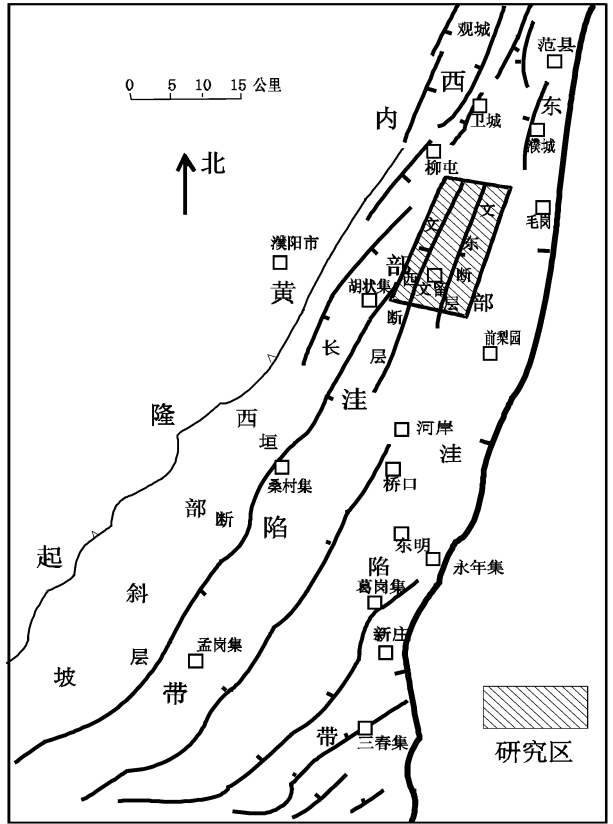 观城
范县
西
东
0 5 10 15 公里
卫城
内
濮城
柳屯
北
文
文
毛岗
濮阳市
东
部
西
断
黄
胡状集
文留
层
部
断
前梨园
长
层
洼
隆
西
河岸
垣
洼
桑村集
桥口
部
断
陷
东明
起
陷
永年集
葛岗集
斜
新庄
层
孟岗集
坡
带
带
三春集
研究区